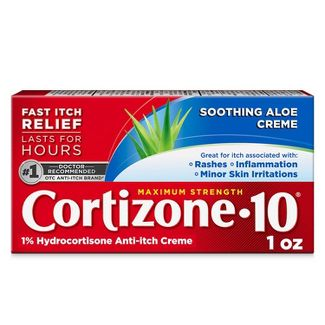 FAST ITCH
RELIEF
LASTS FOR
HOURS
#1 DOCTOR
RECOMMENDED
OTC ANTI-ITCH BRAND†
SOOTHING ALOE
CREME
Great for itch associated with:
• Rashes • Inflammation
• Minor Skin Irritations
MAXIMUM STRENGTH
Cortizone•10®
1% Hydrocortisone Anti-itch Creme
1 oz